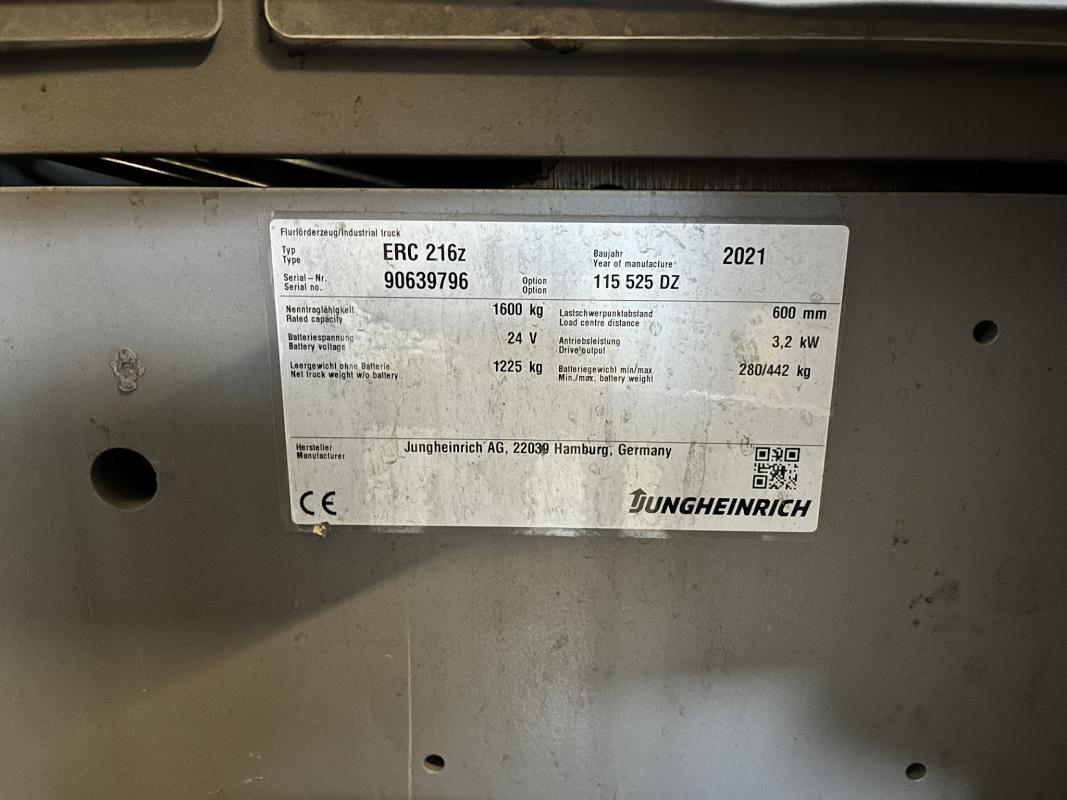 Flurförderzeug/Industrial truck
Typ ERC 216z Baujahr 2021
Type Year of manufacture
Serial-Nr. 90639796 Option 115 525 DZ
Serial no. Option
Nenntragfähigkeit 1600 kg Lastschwerpunktabstand 600 mm
Rated capacity Load centre distance
Batteriespannung 24 V Antriebsleistung 3,2 kW
Battery voltage Drive output
Leergewicht ohne Batterie 1225 kg Batteriegewicht min/max 280/442 kg
Net truck weight w/o battery Min./max. battery weight
Hersteller Jungheinrich AG, 22039 Hamburg, Germany
Manufacturer
CE JUNGHEINRICH